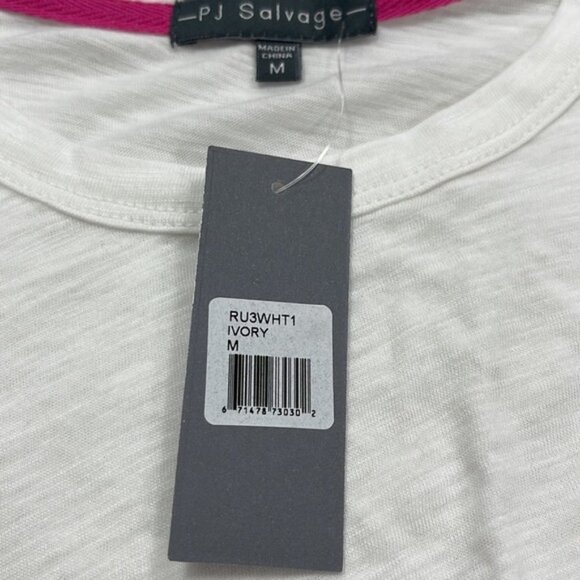 PJ Salvage
MADE IN
CHINA
M
RU3WHT1
IVORY
M
6 71478 73030 2